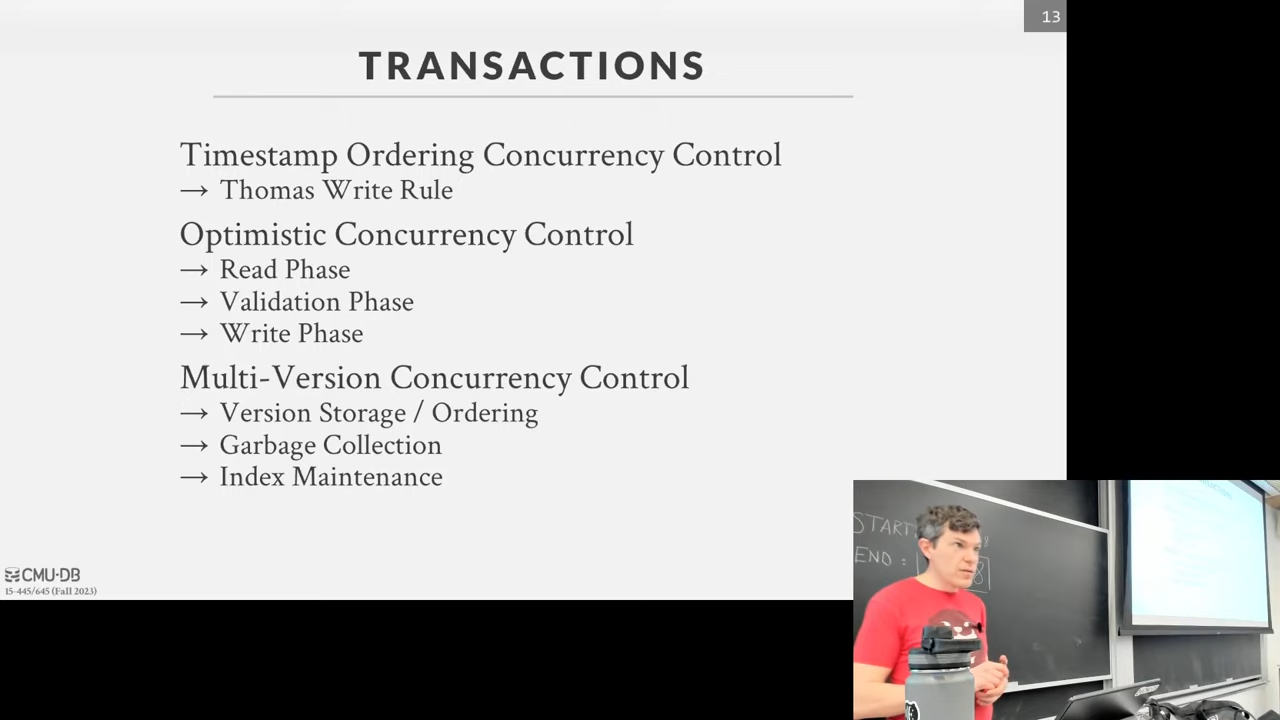 13
TRANSACTIONS
Timestamp Ordering Concurrency Control
→ Thomas Write Rule
Optimistic Concurrency Control
→ Read Phase
→ Validation Phase
→ Write Phase
Multi-Version Concurrency Control
→ Version Storage / Ordering
→ Garbage Collection
→ Index Maintenance
CMU·DB
15-445/645 (Fall 2023)
START
END :